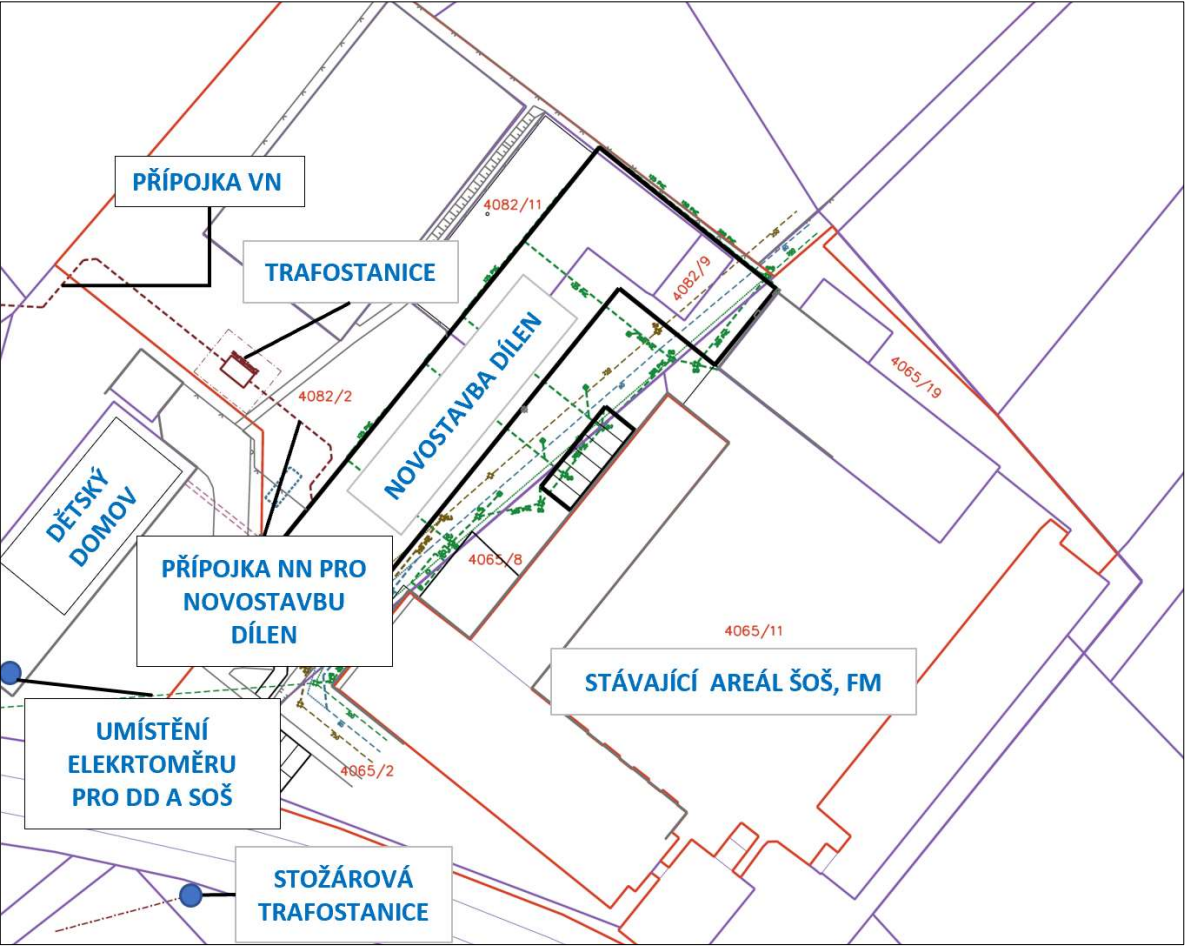 PŘÍPOJKA VN
4082/11
TRAFOSTANICE
4082/9
4065/19
4082/2
NOVOSTAVBA DÍLEN
DĚTSKÝ
DOMOV
PŘÍPOJKA NN PRO
NOVOSTAVBU
DÍLEN
4065/8
4065/11
STÁVAJÍCÍ AREÁL ŠOŠ, FM
UMÍSTĚNÍ
ELEKRTOMĚRU
PRO DD A SOŠ
4065/2
STOŽÁROVÁ
TRAFOSTANICE